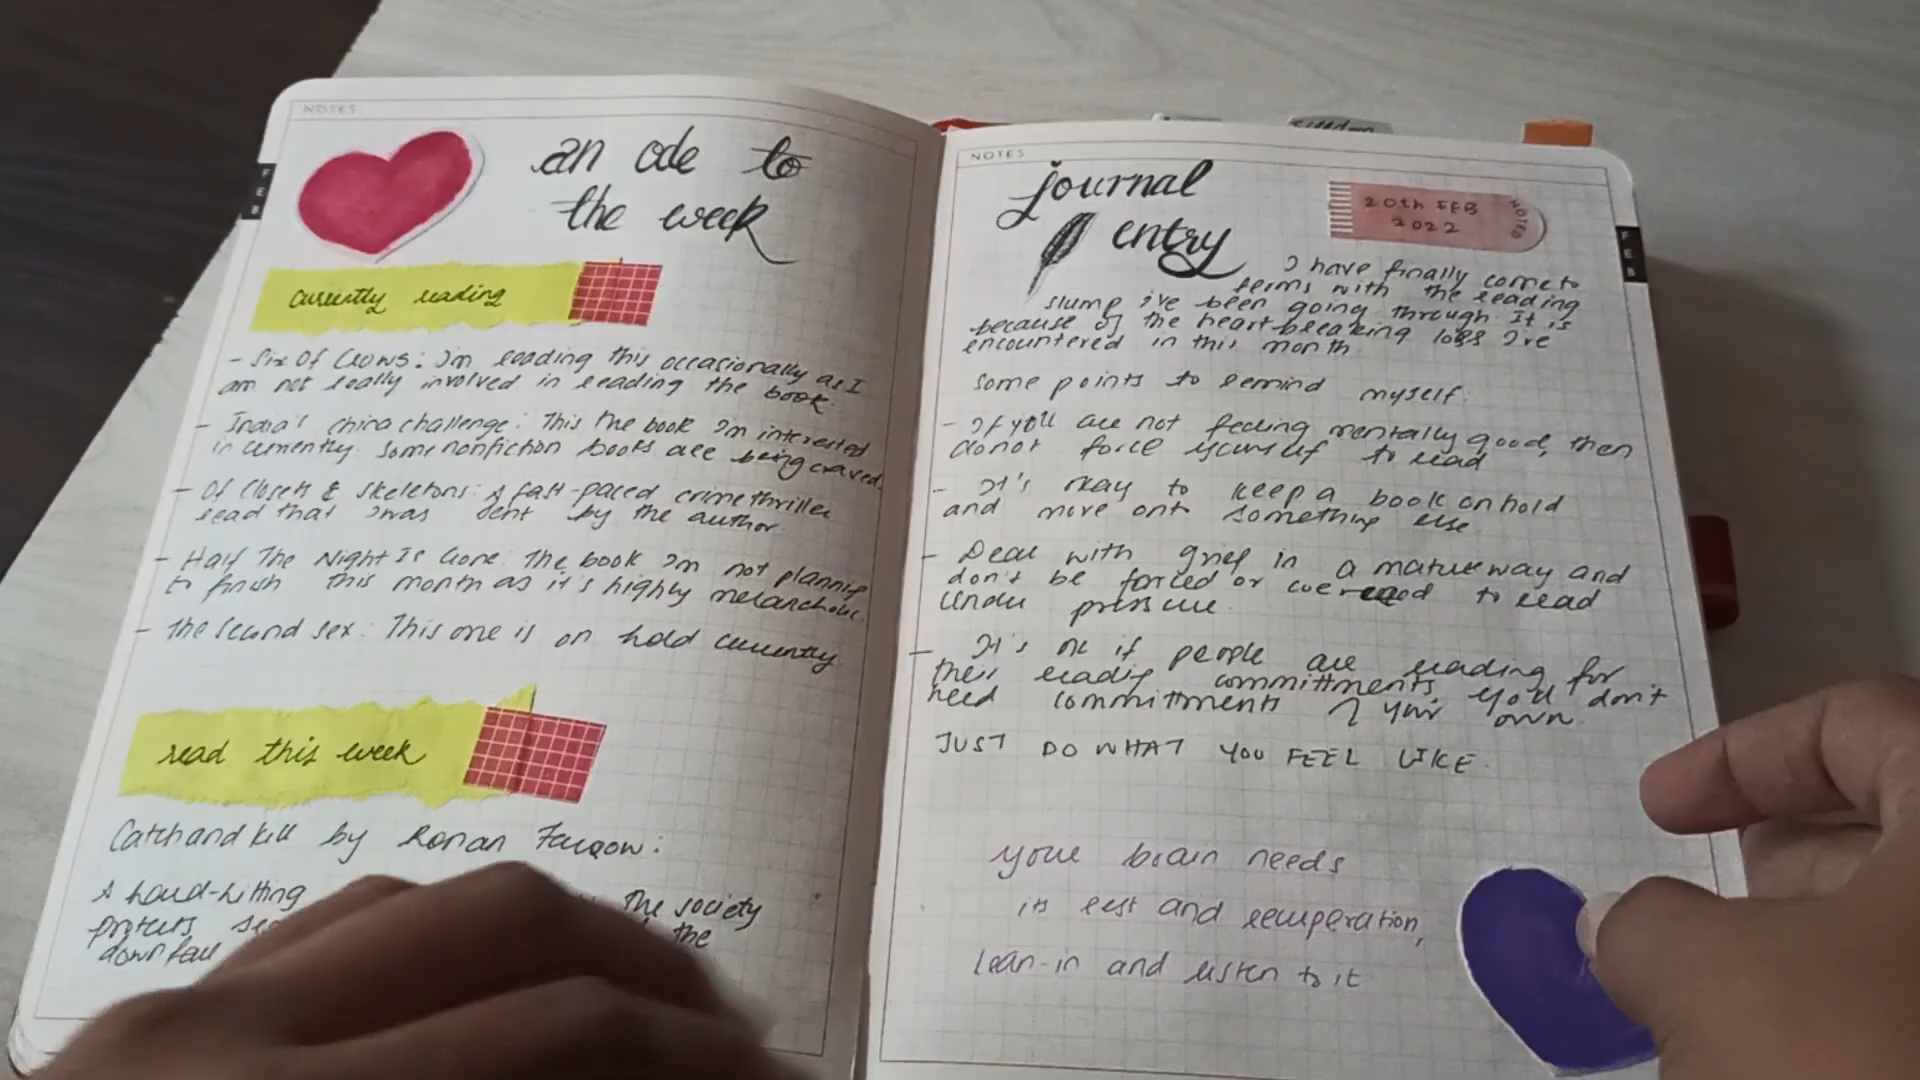 NOTES
an ode to
the week
FEB
currently reading
- Six Of Crows: I'm reading this occasionally as I
am not really involved in reading the book.
- India's china challenge: This the book I'm interested
in currently. Some nonfiction books are being craved.
- Of Closets & Skeletons: A fast-paced crime thriller
read that I was sent by the author.
- Half The Night Is Gone: The book I'm not planning
to finish this month as it's highly melancholic.
- The Second Sex: This one is on hold currently
read this week
Catch and Kill by Ronan Farrow:
A hard-hitting
The society
protects
the
downfall
NOTES
journal
entry
20th FEB
2022
NOTED
FEB
I have finally come to
terms with the reading
slump i've been going through. It is
because of the heart-breaking loss I've
encountered in this month.
Some points to remind myself.
- If you are not feeling mentally good, then
donot force yourself to read
- It's okay to keep a book on hold
and move onto something else
- Deal with grief in a mature way and
don't be forced or coerced to read
under pressure.
- It's ok if people are reading for
their reading committments, you don't
need committments of your own
JUST DO WHAT YOU FEEL LIKE.
your brain needs
its rest and recuperation,
lean-in and listen to it